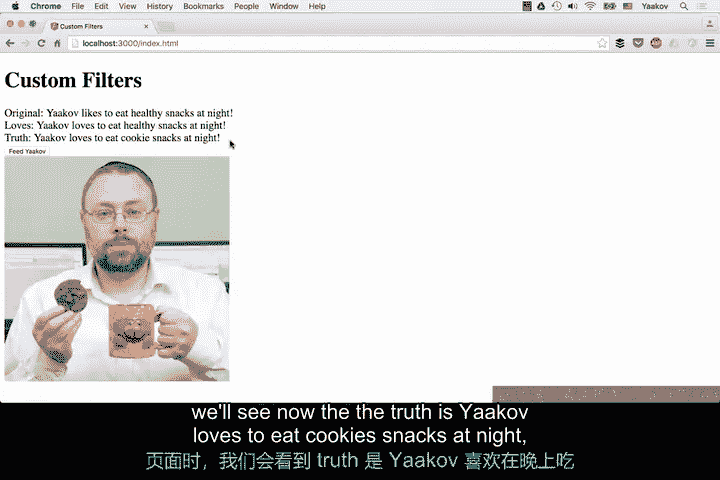 Chrome File Edit View History Bookmarks People Window Help Yaakov
Custom Filters
localhost:3000/index.html
Custom Filters
Original: Yaakov likes to eat healthy snacks at night!
Loves: Yaakov loves to eat healthy snacks at night!
Truth: Yaakov loves to eat cookie snacks at night!
Feed Yaakov
we'll see now the the truth is Yaakov
loves to eat cookies snacks at night,
页面时，我们会看到 truth 是 Yaakov 喜欢在晚上吃